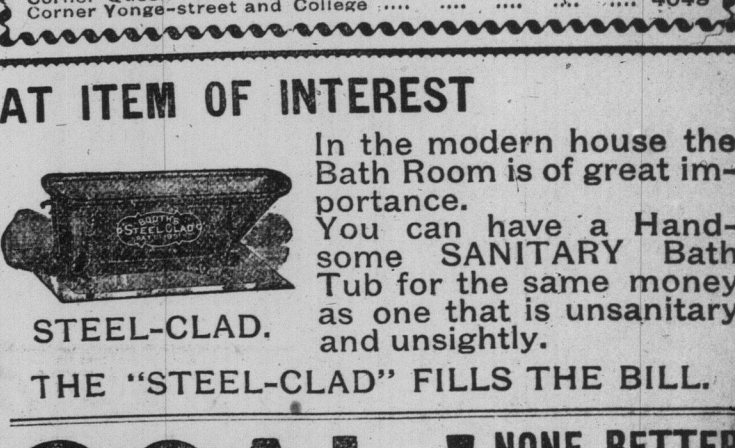 Corner Yonge-street and College ..... .... .... .... ....
AT ITEM OF INTEREST
In the modern house the
Bath Room is of great im-
portance.
You can have a Hand-
some SANITARY Bath
Tub for the same money
as one that is unsanitary
and unsightly.
BOOTH'S
STEEL CLAD
STEEL-CLAD.
THE "STEEL-CLAD" FILLS THE BILL.
NONE BETTER